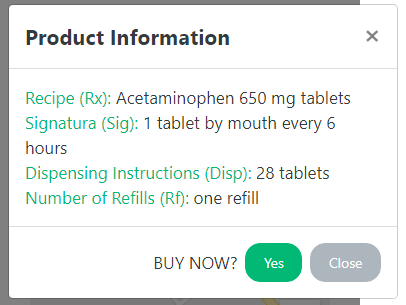 Product Information ×
Recipe (Rx): Acetaminophen 650 mg tablets
Signatura (Sig): 1 tablet by mouth every 6
hours
Dispensing Instructions (Disp): 28 tablets
Number of Refills (Rf): one refill
BUY NOW? Yes Close